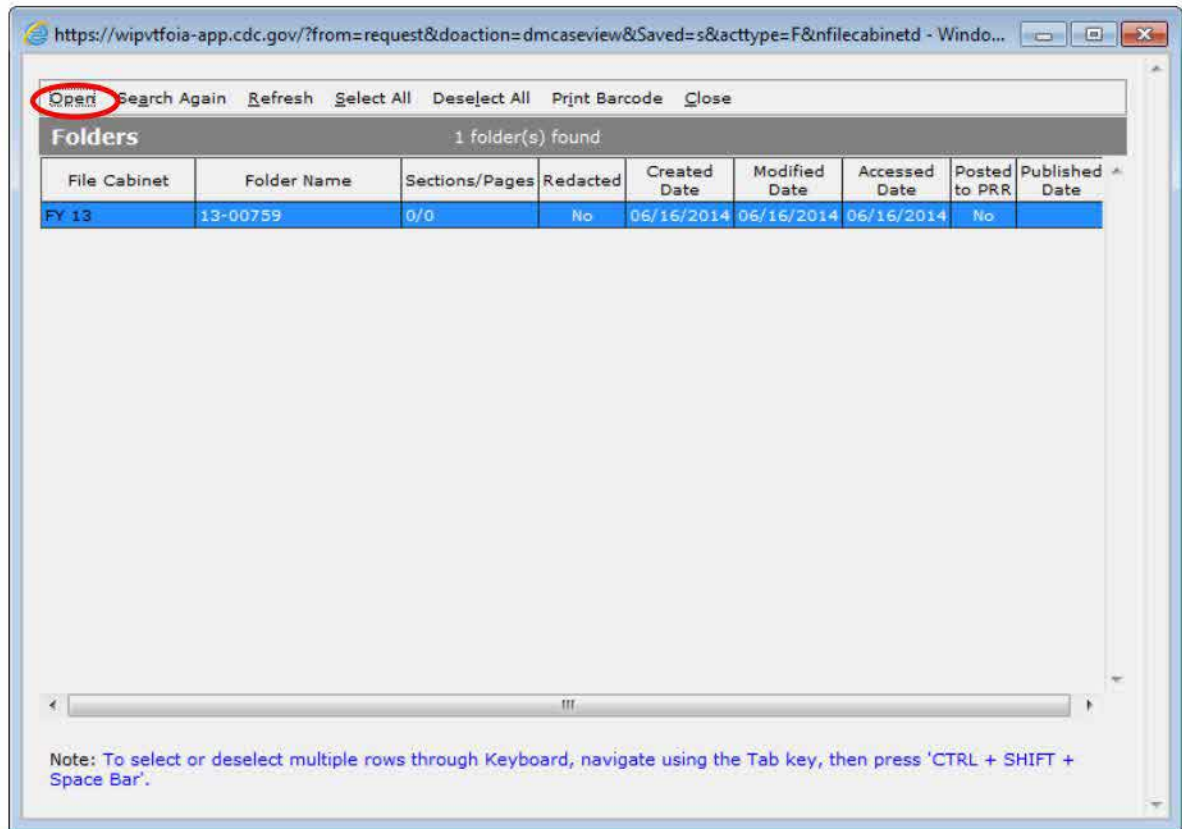 https://wipvtfoia-app.cdc.gov/?from=request&doaction=dmcaseview&Saved=s&acttype=F&nfilecabinetd - Windo...
Open Search Again Refresh Select All Deselect All Print Barcode Close
Folders 1 folder(s) found
File Cabinet Folder Name Sections/Pages Redacted Created Date Modified Date Accessed Date Posted to PRR Published Date
FY 13 13-00759 0/0 No 06/16/2014 06/16/2014 06/16/2014 No
Note: To select or deselect multiple rows through Keyboard, navigate using the Tab key, then press 'CTRL + SHIFT +
Space Bar'.